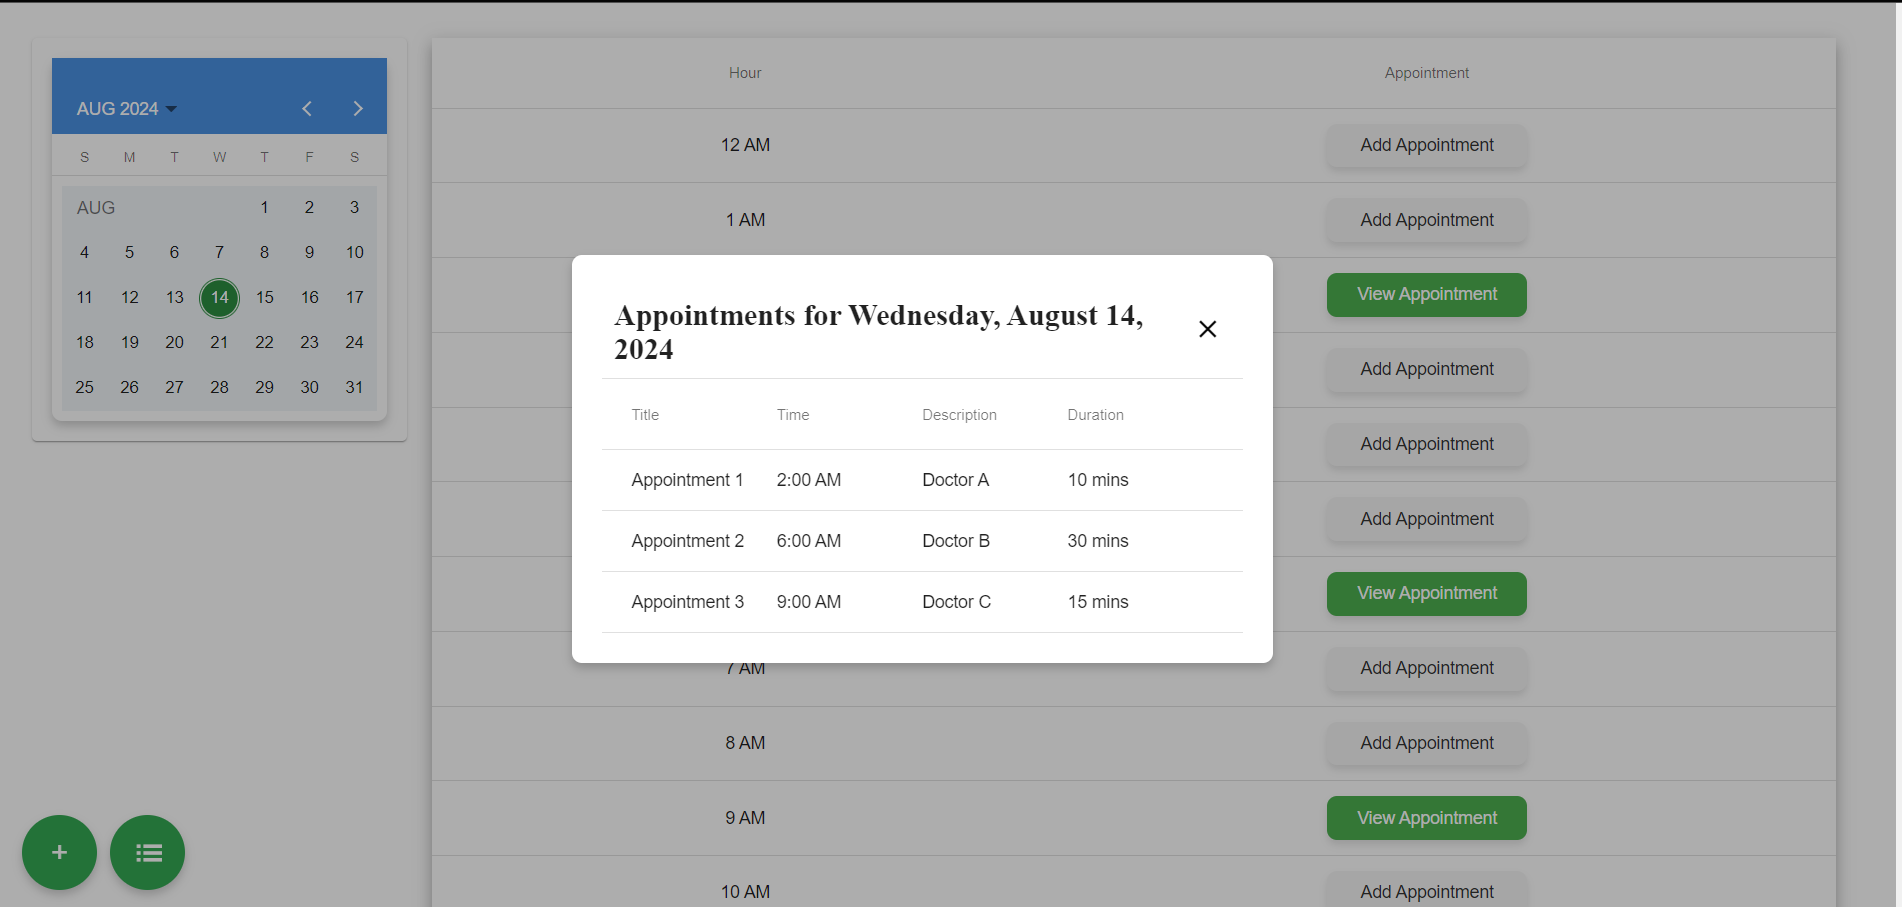 AUG 2024
S M T W T F S
AUG 1 2 3
4 5 6 7 8 9 10
11 12 13 14 15 16 17
18 19 20 21 22 23 24
25 26 27 28 29 30 31
+
Hour Appointment
12 AM Add Appointment
1 AM Add Appointment
View Appointment
Add Appointment
Add Appointment
Add Appointment
View Appointment
7 AM Add Appointment
8 AM Add Appointment
9 AM View Appointment
10 AM Add Appointment
Appointments for Wednesday, August 14,
2024
Title Time Description Duration
Appointment 1 2:00 AM Doctor A 10 mins
Appointment 2 6:00 AM Doctor B 30 mins
Appointment 3 9:00 AM Doctor C 15 mins